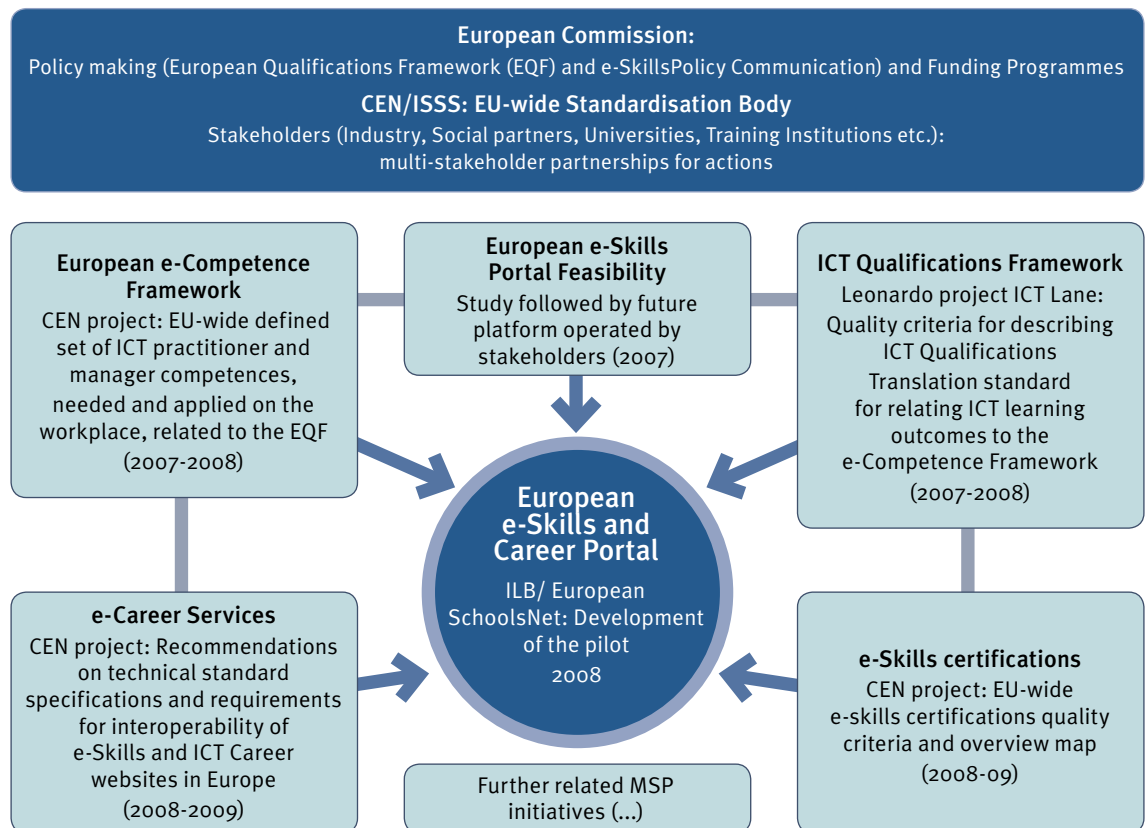 European Commission:
Policy making (European Qualifications Framework (EQF) and e-SkillsPolicy Communication) and Funding Programmes
CEN/ISSS: EU-wide Standardisation Body
Stakeholders (Industry, Social partners, Universities, Training Institutions etc.):
multi-stakeholder partnerships for actions
European e-Competence
Framework
CEN project: EU-wide defined
set of ICT practitioner and
manager competences,
needed and applied on the
workplace, related to the EQF
(2007-2008)
European e-Skills
Portal Feasibility
Study followed by future
platform operated by
stakeholders (2007)
ICT Qualifications Framework
Leonardo project ICT Lane:
Quality criteria for describing
ICT Qualifications
Translation standard
for relating ICT learning
outcomes to the
e-Competence Framework
(2007-2008)
European
e-Skills and
Career Portal
ILB/ European
SchoolsNet: Development
of the pilot
2008
e-Career Services
CEN project: Recommendations
on technical standard
specifications and requirements
for interoperability of
e-Skills and ICT Career
websites in Europe
(2008-2009)
Further related MSP
initiatives (...)
e-Skills certifications
CEN project: EU-wide
e-skills certifications quality
criteria and overview map
(2008-09)